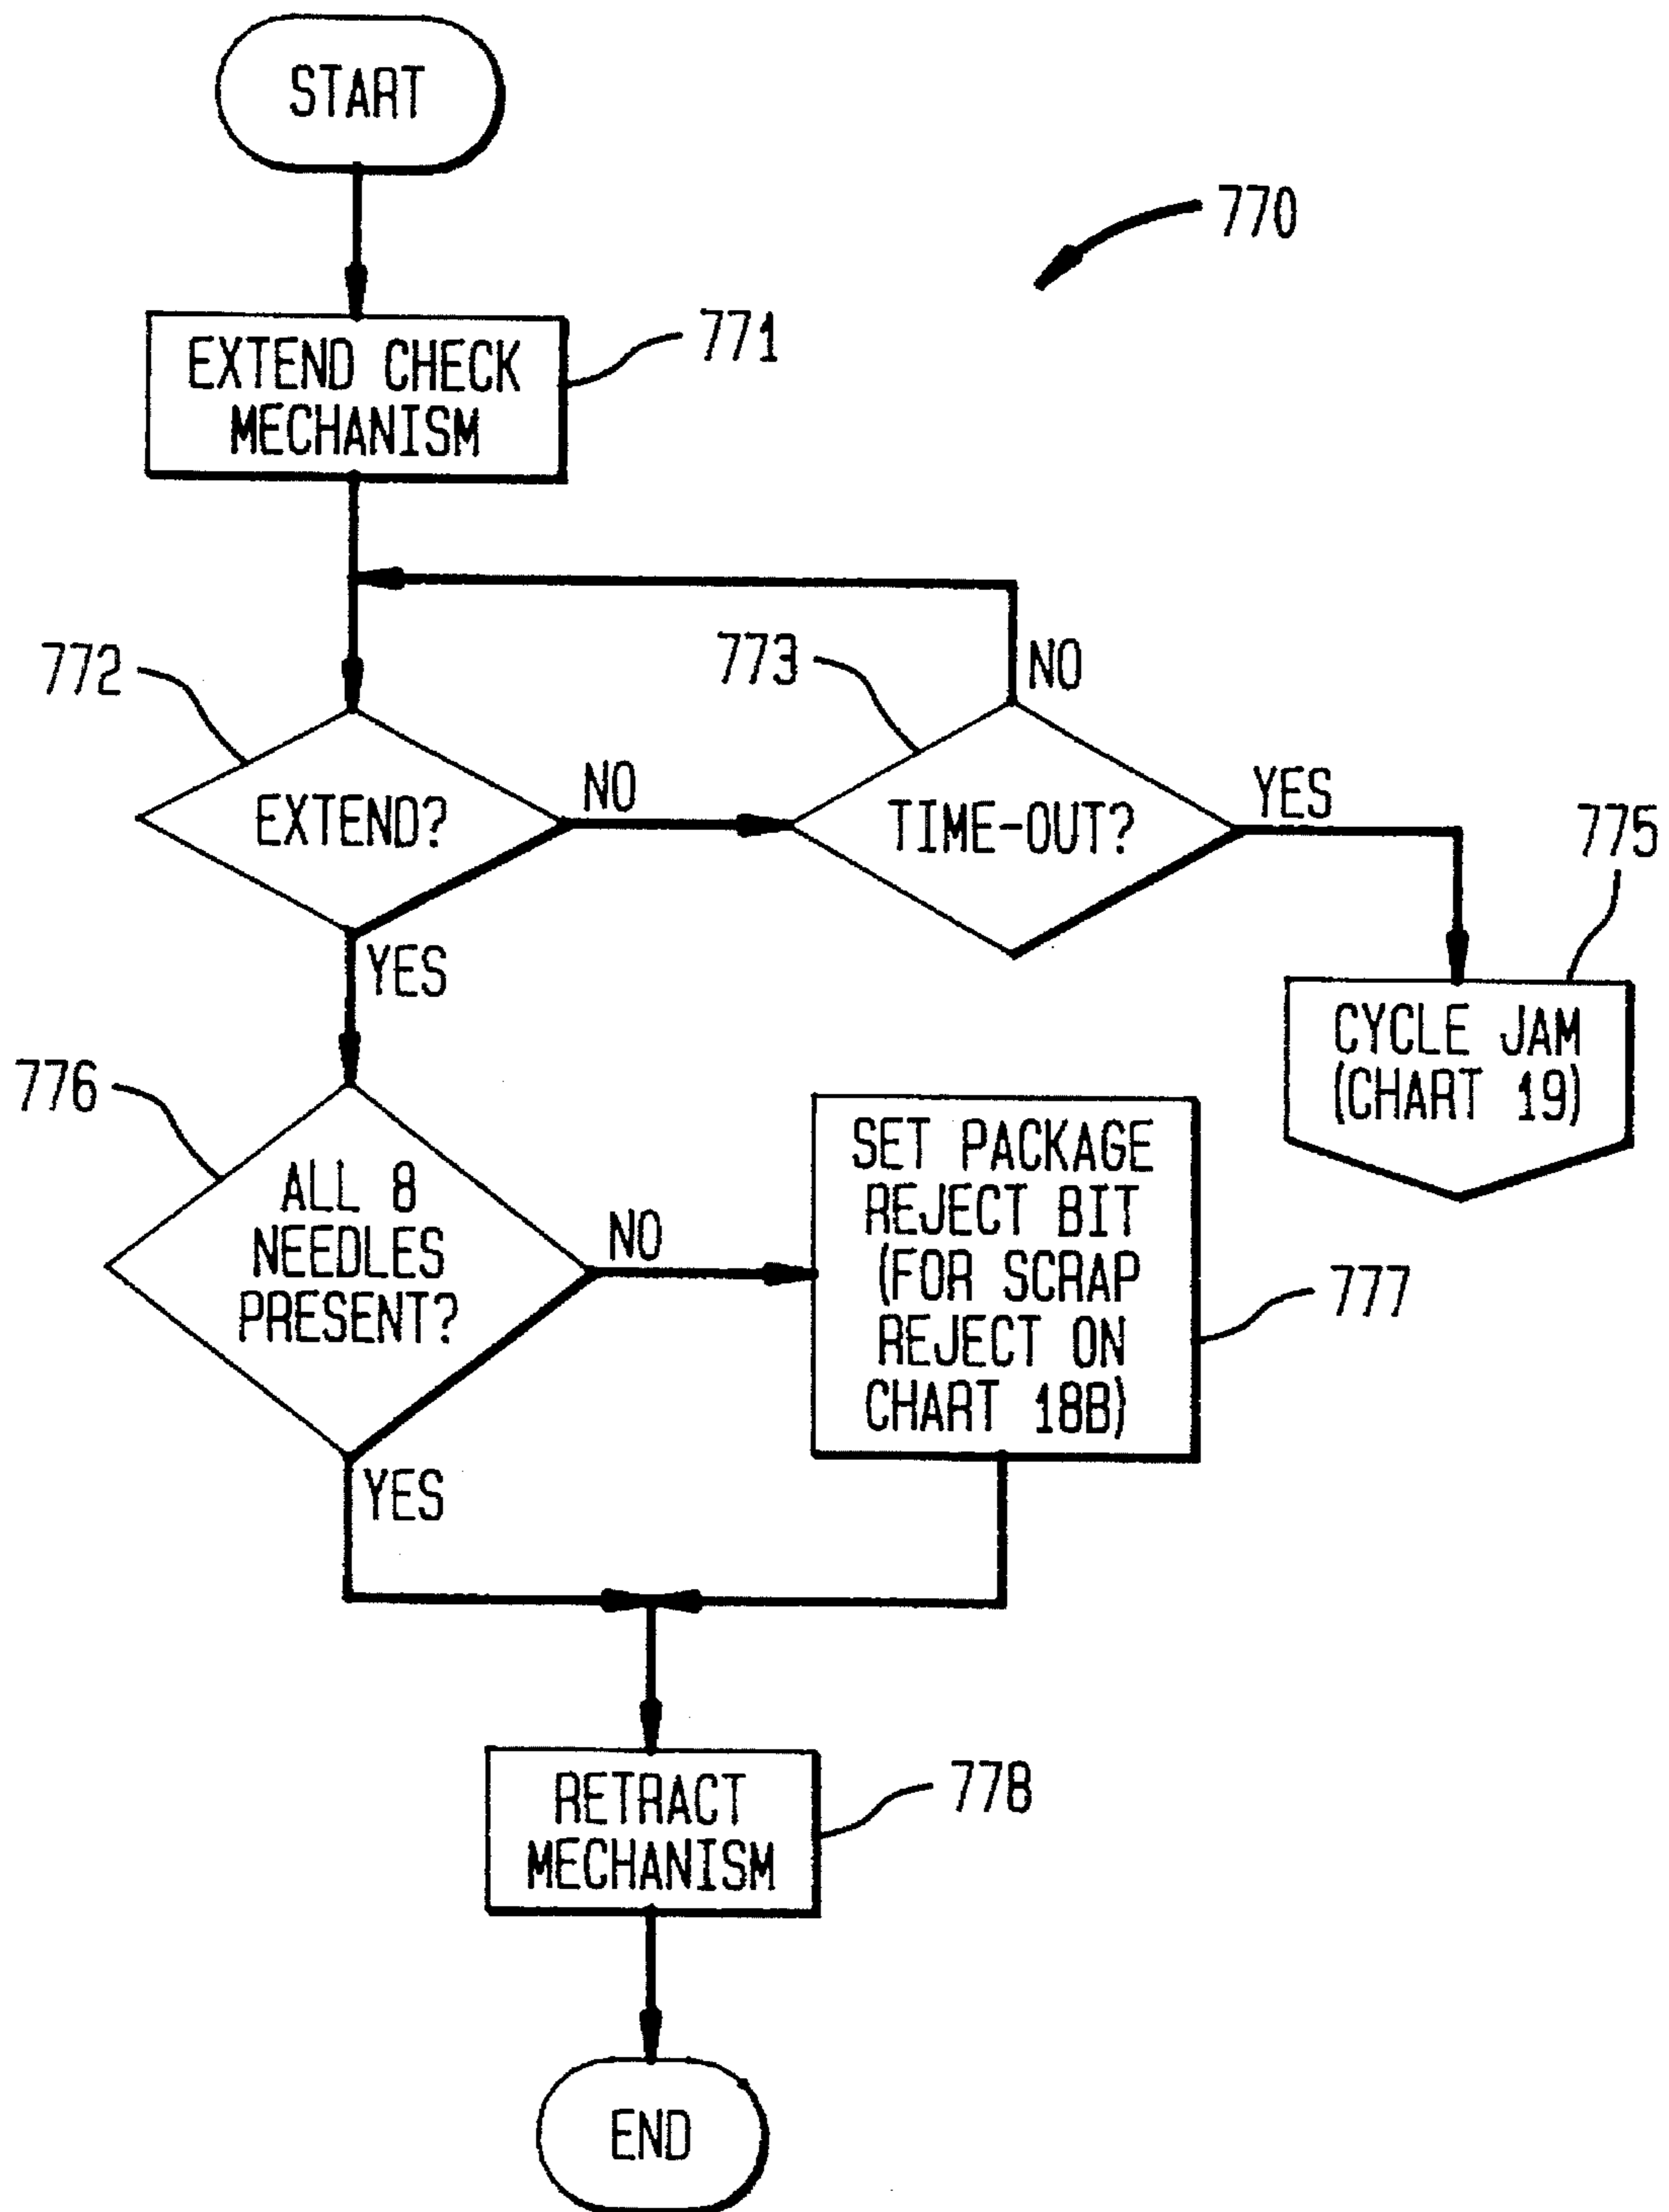 START
770
EXTEND CHECK
MECHANISM
771
772
EXTEND?
NO
YES
773
TIME-OUT?
NO
YES
775
CYCLE JAM
(CHART 19)
776
ALL 8
NEEDLES
PRESENT?
NO
YES
SET PACKAGE
REJECT BIT
(FOR SCRAP
REJECT ON
CHART 18B)
777
RETRACT
MECHANISM
778
END